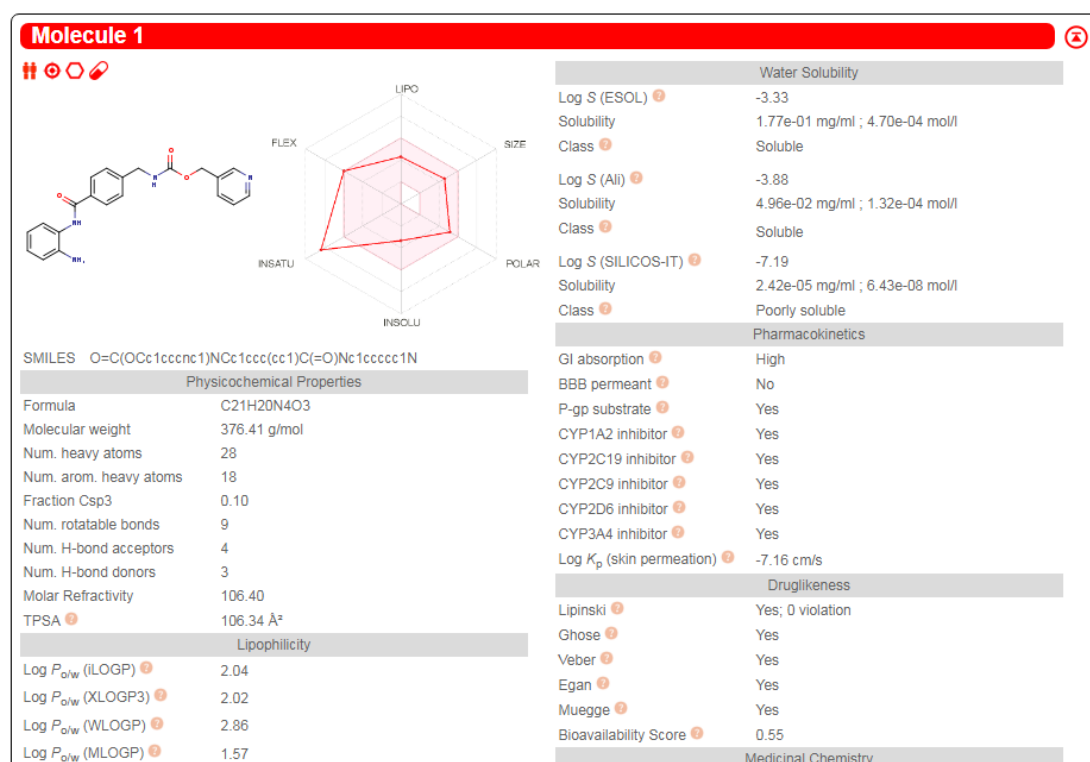 Molecule 1
LIPO
FLEX
SIZE
INSATU
POLAR
INSOLU
O
N
H
O
O
N
O
NH
NH₂
SMILES O=C(OCc1cccnc1)NCc1ccc(cc1)C(=O)Nc1ccccc1N
Physicochemical Properties
Formula C21H20N4O3
Molecular weight 376.41 g/mol
Num. heavy atoms 28
Num. arom. heavy atoms 18
Fraction Csp3 0.10
Num. rotatable bonds 9
Num. H-bond acceptors 4
Num. H-bond donors 3
Molar Refractivity 106.40
TPSA ? 106.34 Å²
Lipophilicity
Log Po/w (iLOGP) ? 2.04
Log Po/w (XLOGP3) ? 2.02
Log Po/w (WLOGP) ? 2.86
Log Po/w (MLOGP) ? 1.57
Water Solubility
Log S (ESOL) ? -3.33
Solubility 1.77e-01 mg/ml ; 4.70e-04 mol/l
Class ? Soluble
Log S (Ali) ? -3.88
Solubility 4.96e-02 mg/ml ; 1.32e-04 mol/l
Class ? Soluble
Log S (SILICOS-IT) ? -7.19
Solubility 2.42e-05 mg/ml ; 6.43e-08 mol/l
Class ? Poorly soluble
Pharmacokinetics
GI absorption ? High
BBB permeant ? No
P-gp substrate ? Yes
CYP1A2 inhibitor ? Yes
CYP2C19 inhibitor ? Yes
CYP2C9 inhibitor ? Yes
CYP2D6 inhibitor ? Yes
CYP3A4 inhibitor ? Yes
Log Kp (skin permeation) ? -7.16 cm/s
Druglikeness
Lipinski ? Yes; 0 violation
Ghose ? Yes
Veber ? Yes
Egan ? Yes
Muegge ? Yes
Bioavailability Score ? 0.55
Medicinal Chemistry